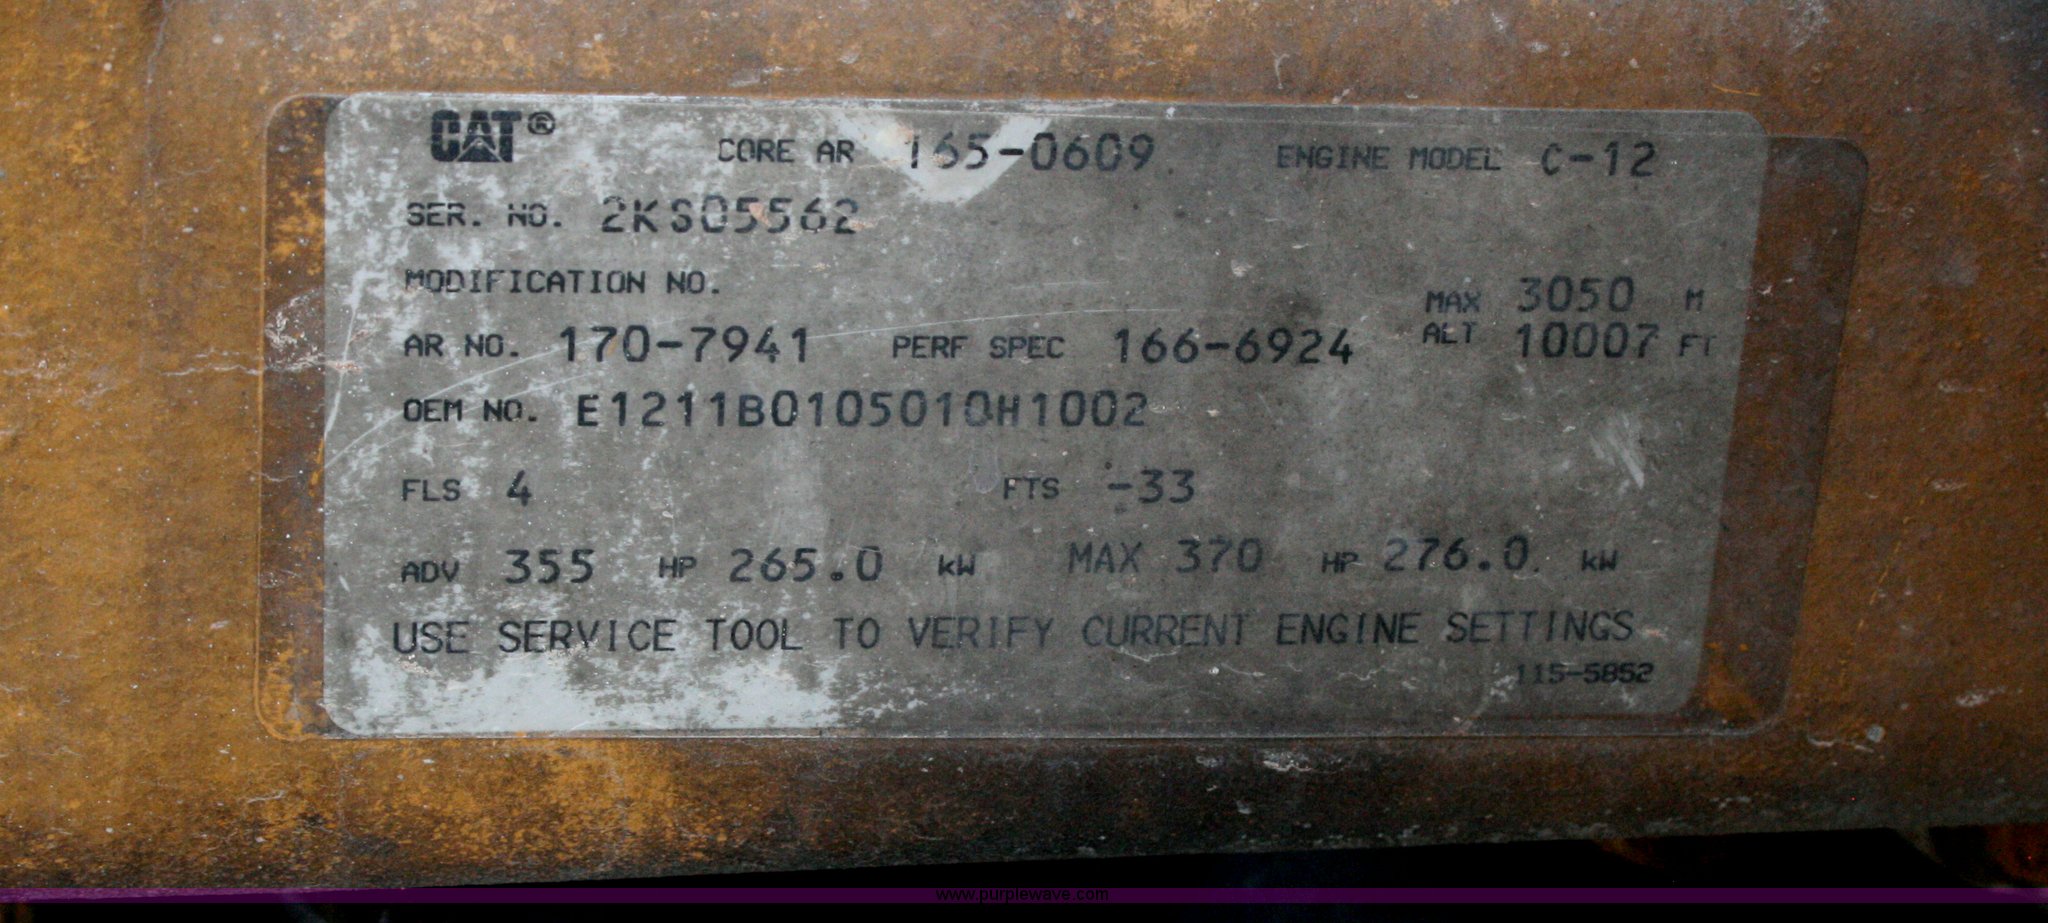 CAT® CORE AR 165-0609 ENGINE MODEL C-12
SER. NO. 2KS05562
MODIFICATION NO.
MAX 3050 M
AR NO. 170-7941 PERF SPEC 166-6924 ALT 10007 FT
OEM NO. E1211B0105010H1002
FLS 4 FTS -33
ADV 355 HP 265.0 kW MAX 370 HP 276.0 kW
USE SERVICE TOOL TO VERIFY CURRENT ENGINE SETTINGS
115-5852
www.purplewave.com